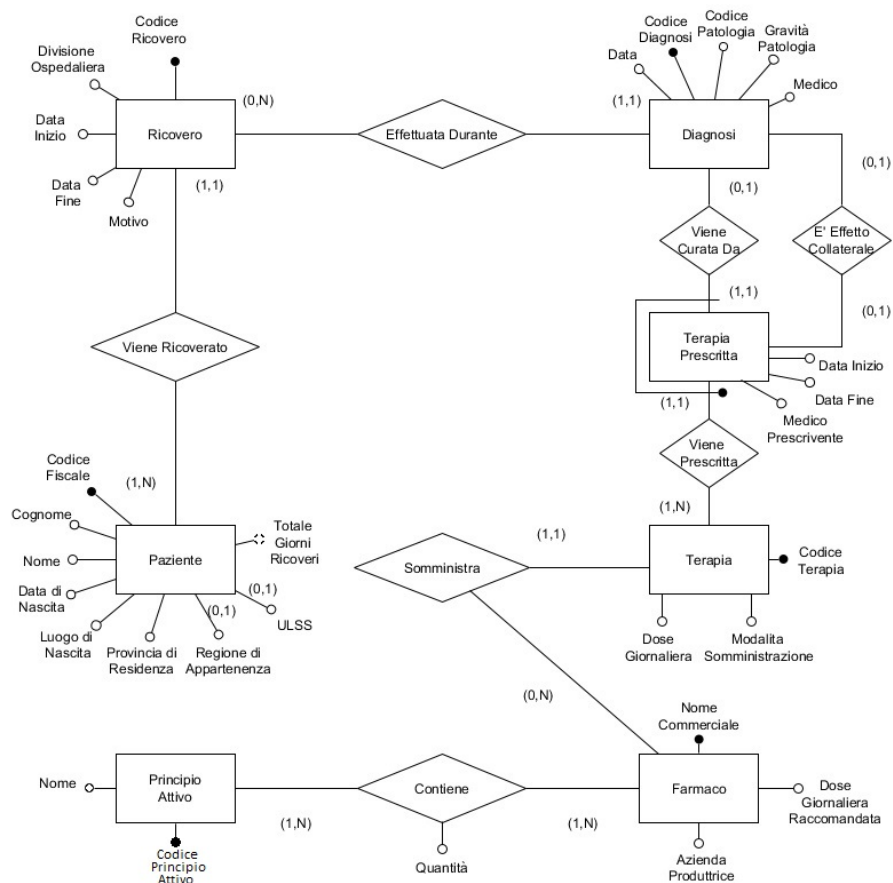 Codice
Ricovero
Divisione
Ospedaliera
Data
Inizio
Data
Fine
Motivo
Ricovero
(0,N)
(1,1)
Effettuata Durante
(1,1)
Data
Codice
Diagnosi
Codice
Patologia
Gravità
Patologia
Medico
Diagnosi
(0,1)
(0,1)
Viene
Curata Da
E' Effetto
Collaterale
(1,1)
(0,1)
Viene Ricoverato
Terapia
Prescritta
Data Inizio
Data Fine
Medico
Prescrivente
(1,1)
Viene
Prescritta
(1,N)
Codice
Fiscale
(1,N)
Cognome
Nome
Data di
Nascita
Luogo di
Nascita
Provincia di
Residenza
Regione di
Appartenenza
(0,1)
(0,1)
ULSS
Totale
Giorni
Ricoveri
Paziente
Somministra
(1,1)
Terapia
Codice
Terapia
Dose
Giornaliera
Modalita
Somministrazione
(0,N)
Nome
Commerciale
Nome
Principio
Attivo
(1,N)
Contiene
(1,N)
Farmaco
Dose
Giornaliera
Raccomandata
Codice
Principio
Attivo
Quantità
Azienda
Produttrice